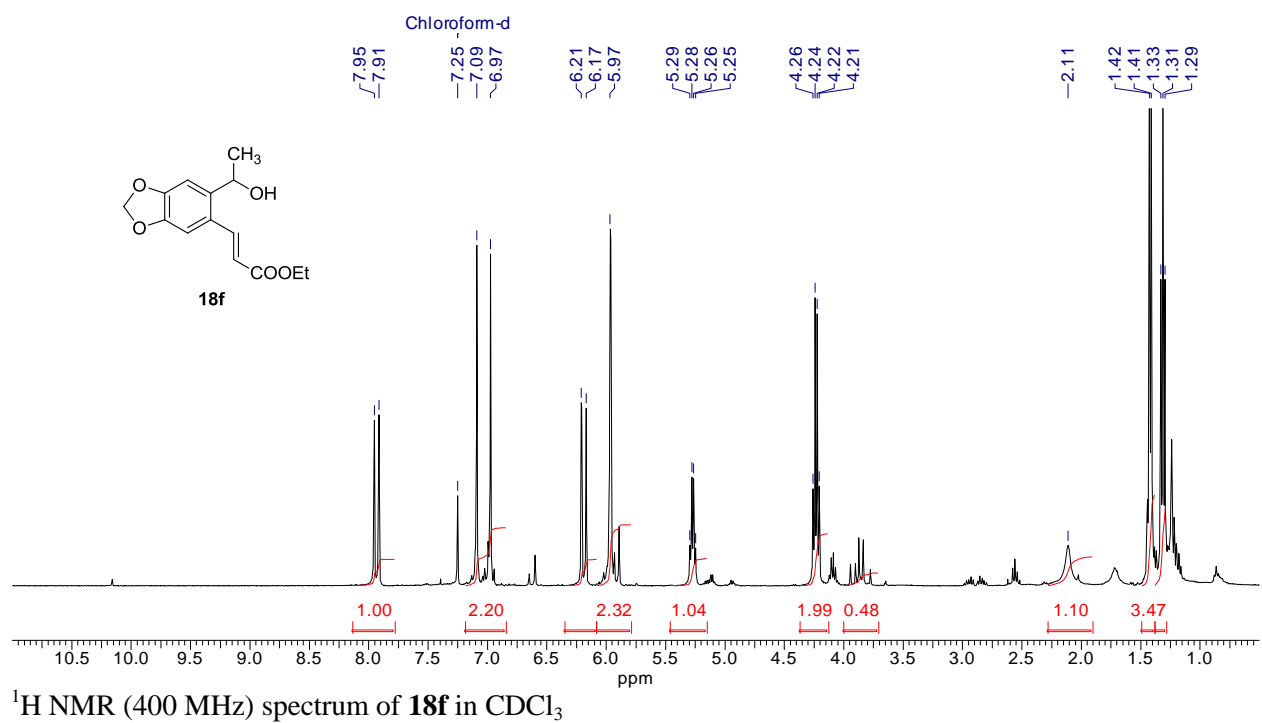 Chloroform-d
7.95
7.91
7.25
7.09
6.97
6.21
6.17
5.97
5.29
5.28
5.26
5.25
4.26
4.24
4.22
4.21
2.11
1.42
1.41
1.33
1.31
1.29
CH3
O
OH
O
COOEt
18f
1.00 2.20 2.32 1.04 1.99 0.48 1.10 3.47
10.5 10.0 9.5 9.0 8.5 8.0 7.5 7.0 6.5 6.0 5.5 5.0 4.5 4.0 3.5 3.0 2.5 2.0 1.5 1.0
ppm
1H NMR (400 MHz) spectrum of 18f in CDCl3